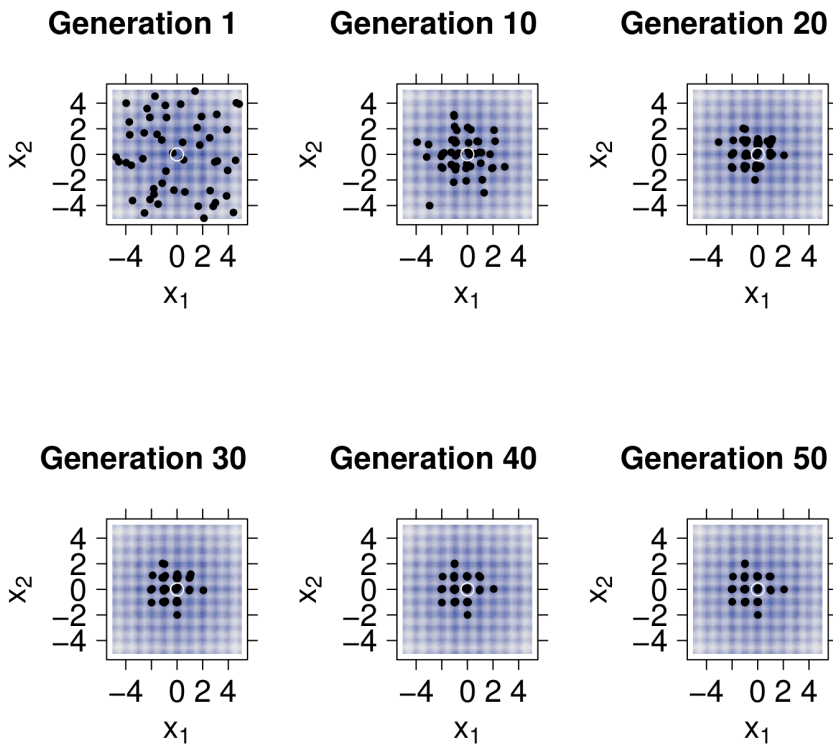 Generation 1
Generation 10
Generation 20
x₂
4
2
0
−2
−4
−4 0 2 4
x₁
x₂
4
2
0
−2
−4
−4 0 2 4
x₁
x₂
4
2
0
−2
−4
−4 0 2 4
x₁
Generation 30
Generation 40
Generation 50
x₂
4
2
0
−2
−4
−4 0 2 4
x₁
x₂
4
2
0
−2
−4
−4 0 2 4
x₁
x₂
4
2
0
−2
−4
−4 0 2 4
x₁